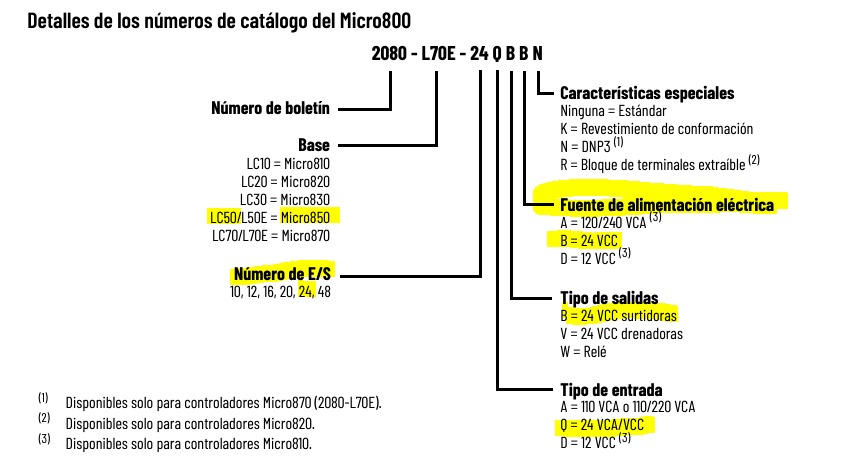 Detalles de los números de catálogo del Micro800
2080 - L70E - 24 Q B B N
Número de boletín
Base
LC10 = Micro810
LC20 = Micro820
LC30 = Micro830
LC50/L50E = Micro850
LC70/L70E = Micro870
Número de E/S
10, 12, 16, 20, 24, 48
Características especiales
Ninguna = Estándar
K = Revestimiento de conformación
N = DNP3 (1)
R = Bloque de terminales extraíble (2)
Fuente de alimentación eléctrica
A = 120/240 VCA (3)
B = 24 VCC
D = 12 VCC (3)
Tipo de salidas
B = 24 VCC surtidoras
V = 24 VCC drenadoras
W = Relé
Tipo de entrada
A = 110 VCA o 110/220 VCA
Q = 24 VCA/VCC
D = 12 VCC (3)
(1) Disponibles solo para controladores Micro870 (2080-L70E).
(2) Disponibles solo para controladores Micro820.
(3) Disponibles solo para controladores Micro810.